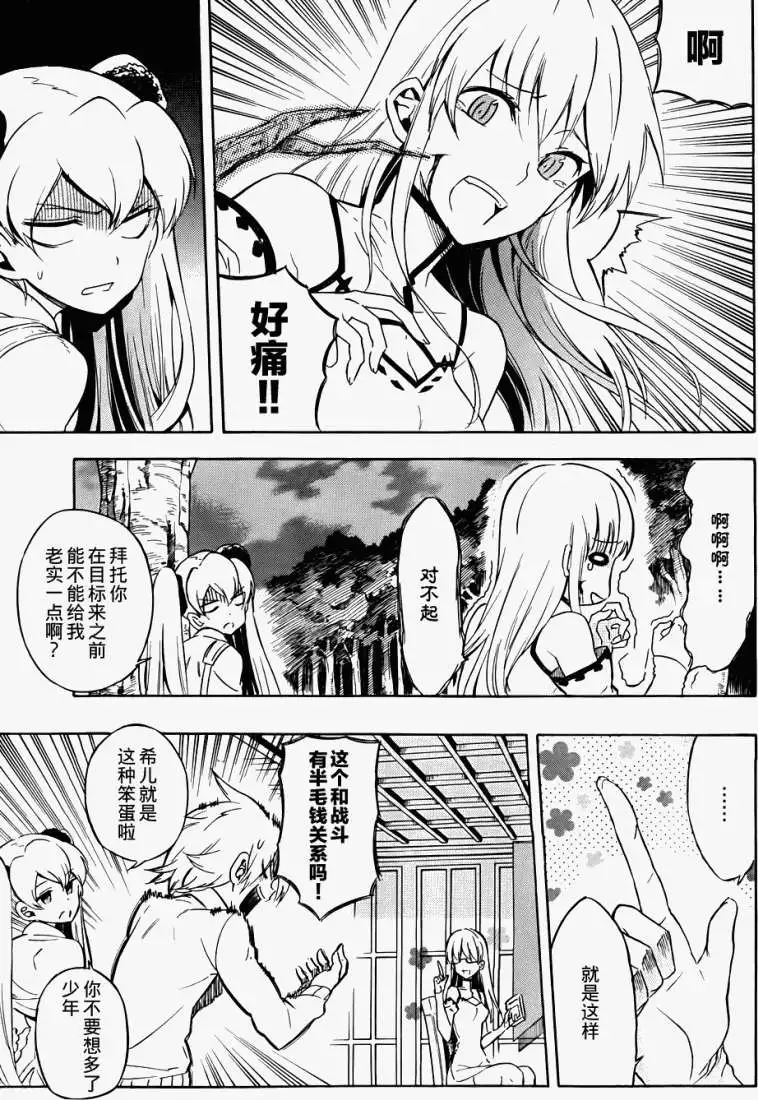 啊
好痛!!
啊啊啊……
对不起
拜托你
在目标来之前
能不能给我
老实一点啊？
……
就是这样
这个和战斗
有半毛钱关系吗！
希儿就是
这种笨蛋啦
你不要想多了
少年